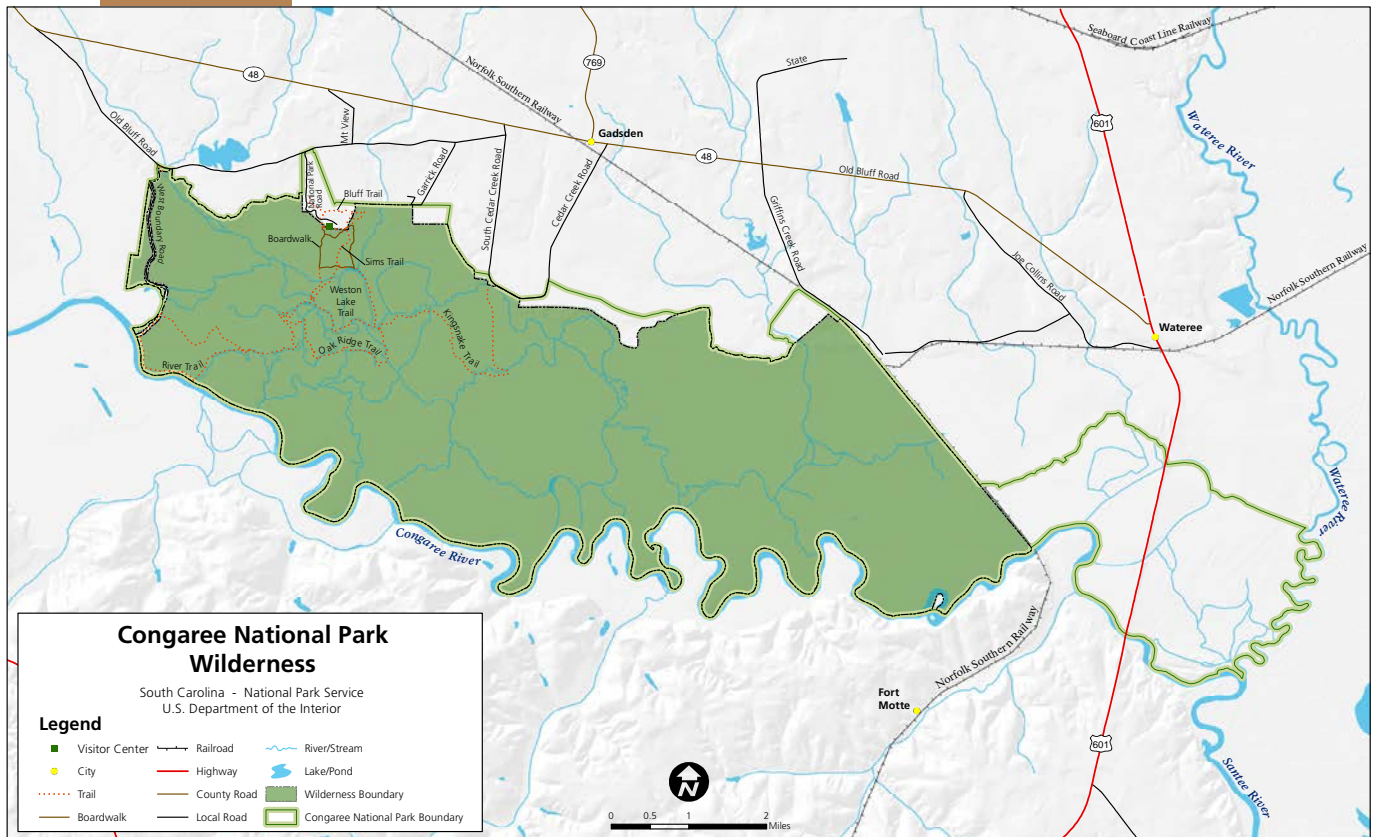 Seaboard Coast Line Railway
State
769
Norfolk Southern Railway
48
601
Wateree River
Old Bluff Road
Mt View
Gadsden
48
Old Bluff Road
National Park
Road
Bluff Trail
Garrick Road
South Cedar Creek Road
Cedar Creek Road
West Boundary Road
Griffins Creek Road
Boardwalk
Sims Trail
Joe Collins Road
Norfolk Southern Railway
Weston
Lake
Trail
Kingsnake Trail
Wateree
Oak Ridge Trail
River Trail
Wateree River
Congaree River
Norfolk Southern Railway
Fort
Motte
601
Santee River
Congaree National Park
Wilderness
South Carolina - National Park Service
U.S. Department of the Interior
Legend
Visitor Center
Railroad
River/Stream
City
Highway
Lake/Pond
Trail
County Road
Wilderness Boundary
Boardwalk
Local Road
Congaree National Park Boundary
N
0 0.5 1 2
Miles